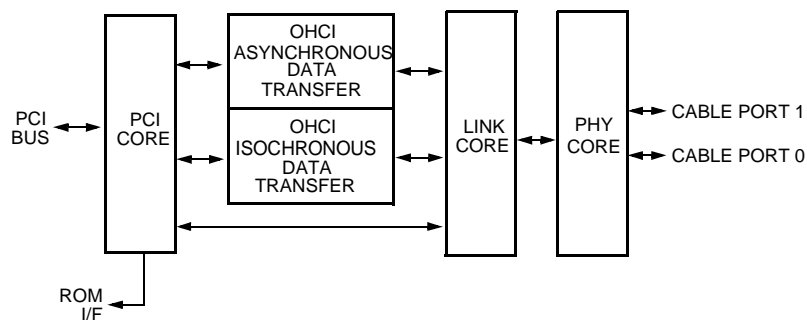 PCI
BUS
PCI
CORE
OHCI
ASYNCHRONOUS
DATA
TRANSFER
OHCI
ISOCHRONOUS
DATA
TRANSFER
LINK
CORE
PHY
CORE
CABLE PORT 1
CABLE PORT 0
ROM
I/F